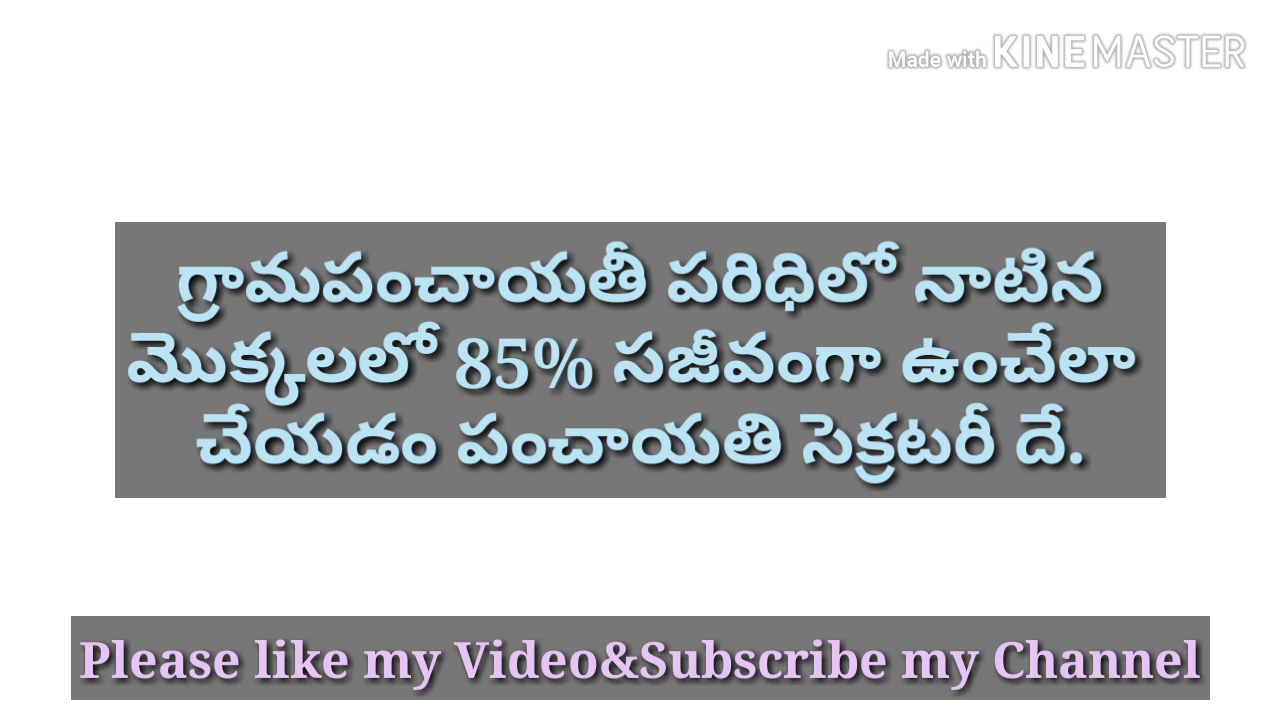 Made with KINEMASTER
గ్రామపంచాయతీ పరిధిలో నాటిన
మొక్కలలో 85% సజీవంగా ఉంచేలా
చేయడం పంచాయతి సెక్రటరీ దే.
Please like my Video&Subscribe my Channel